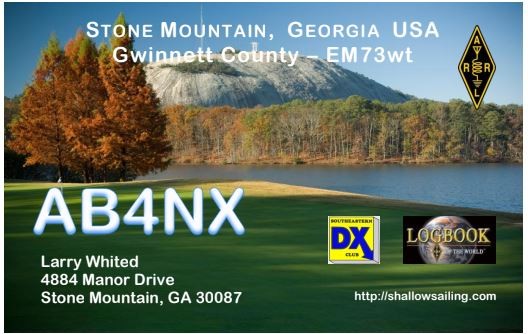 STONE MOUNTAIN, GEORGIA USA
Gwinnett County – EM73wt
A
R R
L
AB4NX
SOUTHEASTERN
DX
CLUB
LOGBOOK
OF THE WORLD
Larry Whited
4884 Manor Drive
Stone Mountain, GA 30087
http://shallowsailing.com